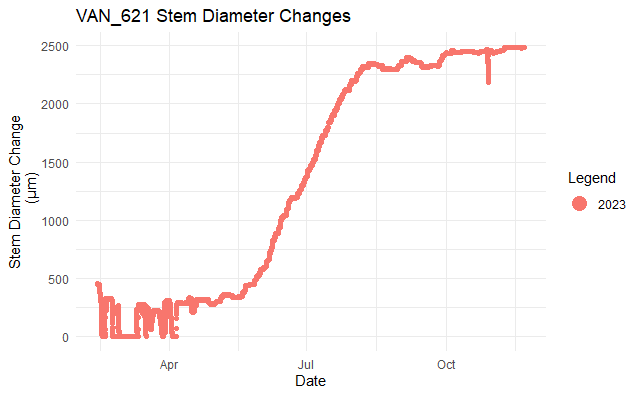 VAN_621 Stem Diameter Changes
2500
2000
1500
1000
500
0
Stem Diameter Change
(µm)
Apr
Jul
Oct
Date
Legend
2023